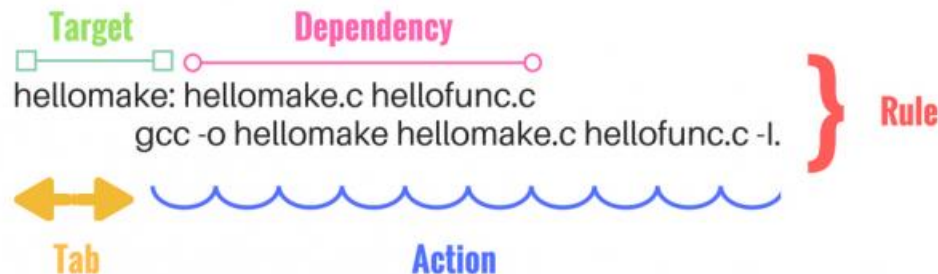 Target Dependency
hellomake: hellomake.c hellofunc.c
gcc -o hellomake hellomake.c hellofunc.c -I.
Rule
Tab Action